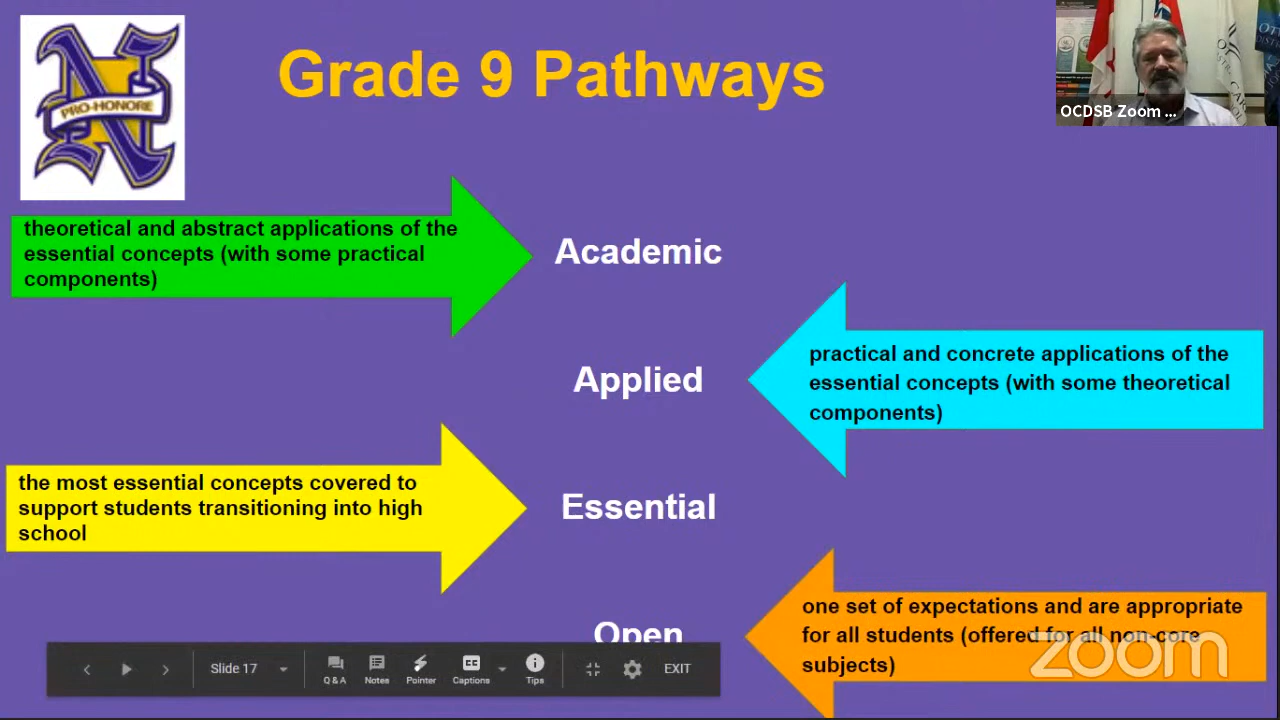 PRO-HONORE
Grade 9 Pathways
OCDSB Zoom ...
theoretical and abstract applications of the
essential concepts (with some practical
components)
Academic
Applied
practical and concrete applications of the
essential concepts (with some theoretical
components)
the most essential concepts covered to
support students transitioning into high
school
Essential
Open
one set of expectations and are appropriate
for all students (offered for all non-core
subjects)
zoom
Slide 17
Q & A
Notes
Pointer
CC
Captions
Tips
EXIT